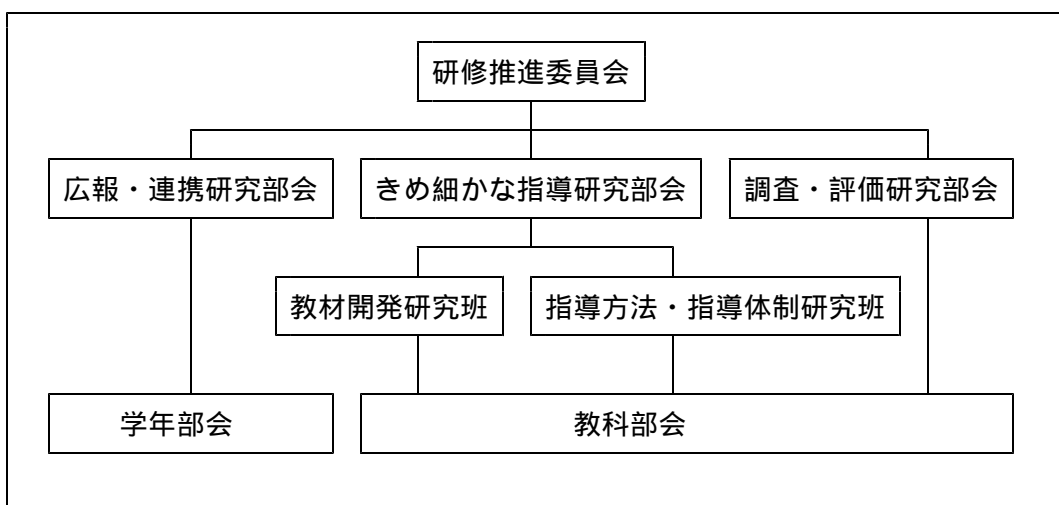 研修推進委員会
広報・連携研究部会
きめ細かな指導研究部会
調査・評価研究部会
教材開発研究班
指導方法・指導体制研究班
学年部会
教科部会